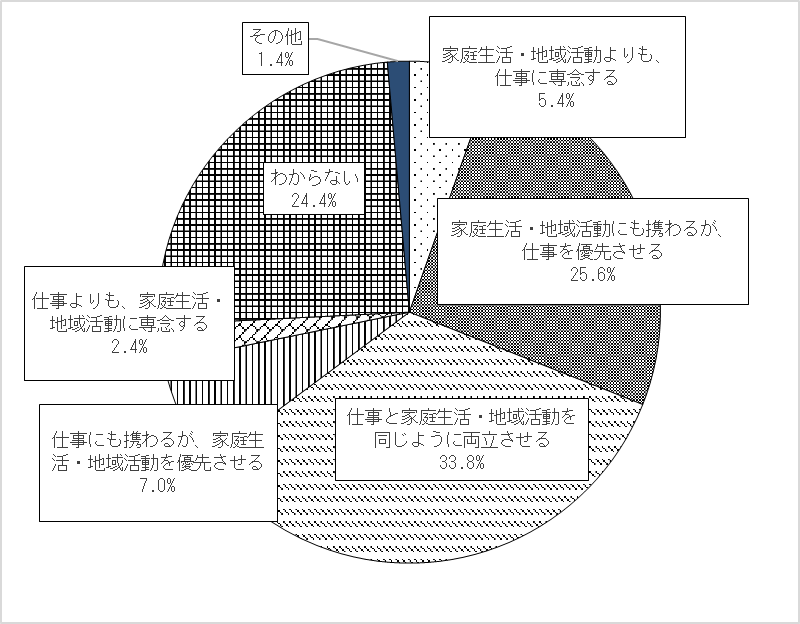 その他
1.4%
家庭生活・地域活動よりも、
仕事に専念する
5.4%
わからない
24.4%
家庭生活・地域活動にも携わるが、
仕事を優先させる
25.6%
仕事よりも、家庭生活・
地域活動に専念する
2.4%
仕事と家庭生活・地域活動を
同じように両立させる
33.8%
仕事にも携わるが、家庭生
活・地域活動を優先させる
7.0%